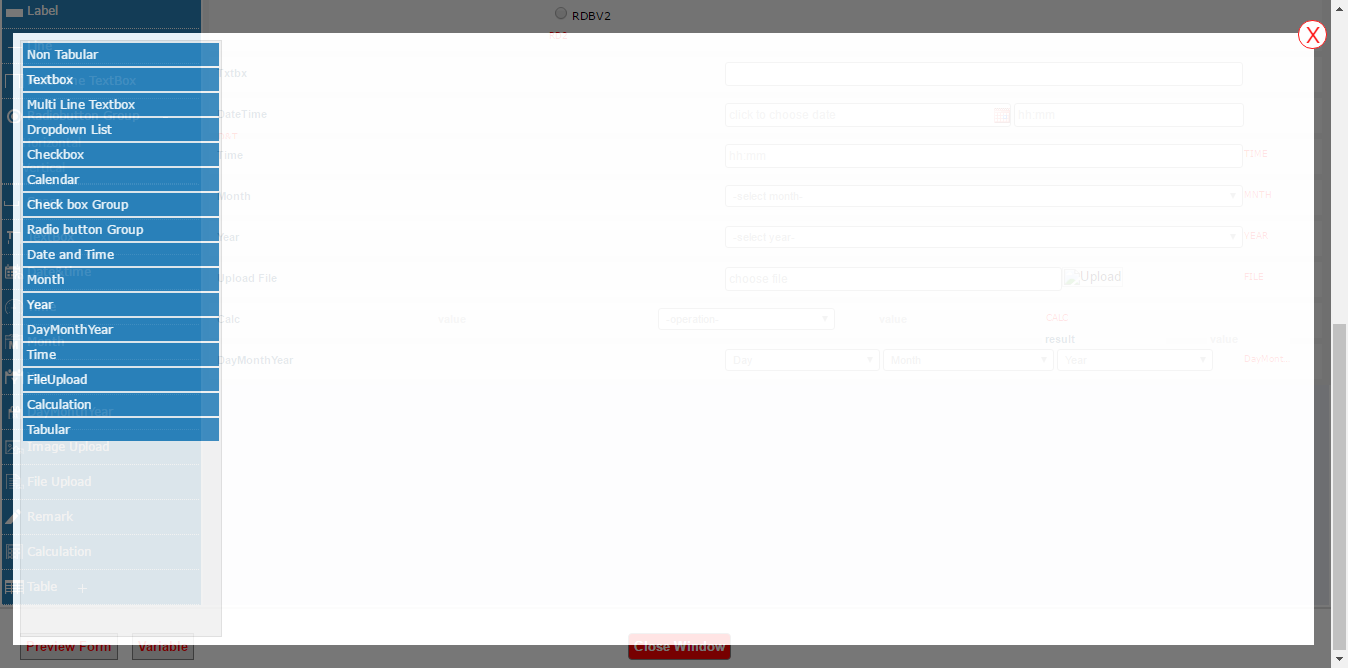 Label
RDBV2
RD2
X
Non Tabular
Textbox
Multi Line Textbox
Dropdown List
Checkbox
Calendar
Check box Group
Radio button Group
Date and Time
Month
Year
DayMonthYear
Time
FileUpload
Calculation
Tabular
DateTime
click to choose date
hh:mm
Time
hh:mm
TIME
Month
-select month-
MNTH
Year
-select year-
YEAR
Upload File
choose file
Upload
FILE
Calc
value
-operation-
value
CALC
result
value
DayMonthYear
Day
Month
Year
DayMont...
Image Upload
File Upload
Remark
Calculation
Table +
Preview Form
Variable
Close Window